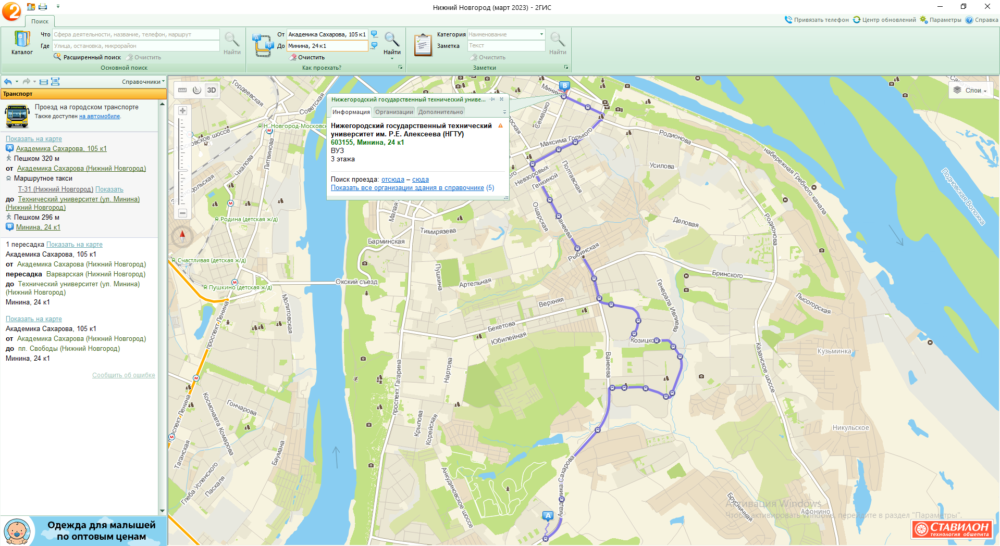 Нижний Новгород (март 2023) - 2ГИС
Поиск
Привязать телефон
Центр обновлений
Параметры
Справка
Каталог
Что
Сфера деятельности, название, телефон, маршрут
Где
Улица, остановка, микрорайон
Расширенный поиск
Очистить
Найти
Основной поиск
От
Академика Сахарова, 105 к1
До
Минина, 24 к1
Очистить
Найти
Как проехать?
Категория
Наименование
Заметка
Текст
Очистить
Найти
Заметки
Справочники
Транспорт
Проезд на городском транспорте
Также доступен на автомобиле.
Показать на карте
A Академика Сахарова, 105 к1
Пешком 320 м
от Академика Сахарова (Нижний Новгород)
Маршрутное такси
Т-31 (Нижний Новгород) Показать
до Технический университет (ул. Минина)
(Нижний Новгород)
Пешком 296 м
B Минина, 24 к1
1 пересадка Показать на карте
Академика Сахарова, 105 к1
от Академика Сахарова (Нижний Новгород)
пересадка Варварская (Нижний Новгород)
до Технический университет (ул. Минина)
(Нижний Новгород)
Минина, 24 к1
Показать на карте
Академика Сахарова, 105 к1
от Академика Сахарова (Нижний Новгород)
до пл. Свободы (Нижний Новгород)
Минина, 24 к1
Сообщить об ошибке
Одежда для малышей
по оптовым ценам
3D
Слои
Нижегородский государственный технический униве...
Информация
Организации
Дополнительно
Нижегородский государственный технический
университет им. Р.Е. Алексеева (НГТУ)
603155, Минина, 24 к1
ВУЗ
3 этажа
Поиск проезда: отсюда – сюда
Показать все организации здания в справочнике (5)
Гордеевская
Советская
Н. Новгород-Московск
Литвинова
Чкалова
Родина (детская ж/д)
Счастливая (детская ж/д)
Пушкино (детская ж/д)
Молитовская
проспект Ленина
Космонавта Комарова
Гончарова
Таганская
Глеба Успенского
Паскаля
Баумана
B
Семашко
Максима Горького
Невзоровых
Генкиной
Полтавская
Усилова
Родионова
набережная Гребного канала
Подновская Воложка
Ошарская
Ванеева
Деловая
Родионова
Малая
Тимирязева
Барминская
Рыбинская
Бринского
Пушкина
Артельная
Окский съезд
Верхняя
Генерала Ивлиева
Лысогорская
Бекетова
Юбилейная
Козицко
Казанское шоссе
Кузьминка
Ванеева
Нартова
проспект Гагарина
Крылова
Корейская
Никульское
Академика Сахарова
Анкудиновское шоссе
A
Брусничная
Афонино
Активация Windows
Чтобы активировать Windows, перейдите в раздел "Параметры".
СТАВИЛОН
технология общепита